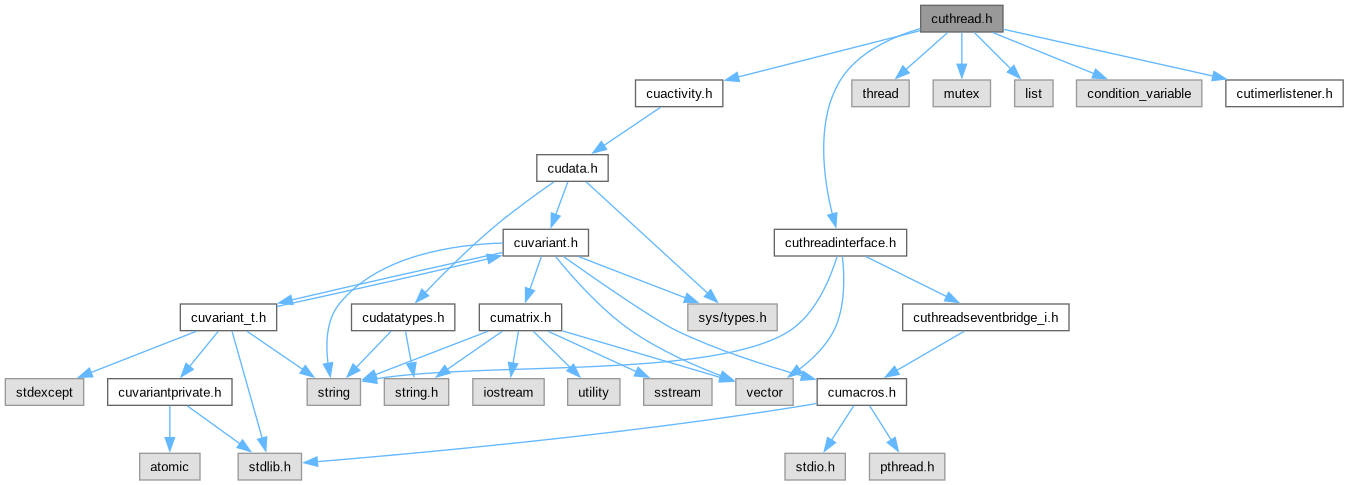 cuthread.h
cuactivity.h
thread
mutex
list
condition_variable
cutimerlistener.h
cudata.h
cuvariant.h
cuthreadinterface.h
cuvariant_t.h
cudatatypes.h
cumatrix.h
sys/types.h
cuthreadseventbridge_i.h
stdexcept
cuvariantprivate.h
string
string.h
iostream
utility
sstream
vector
cumacros.h
atomic
stdlib.h
stdio.h
pthread.h